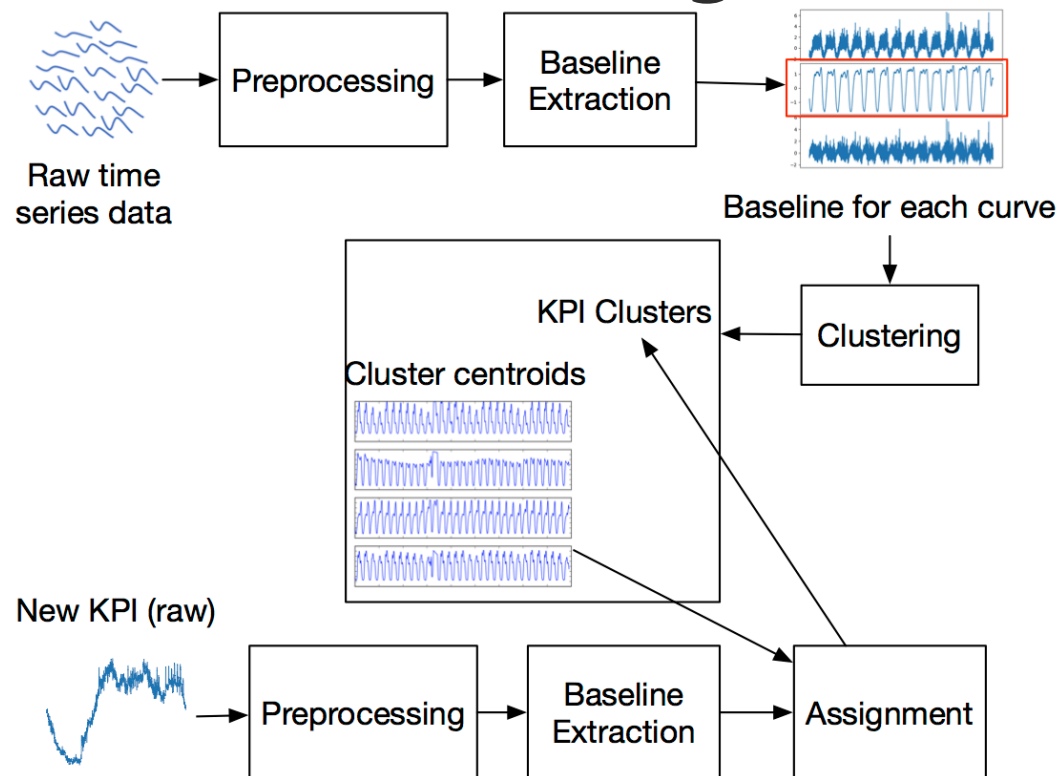 Preprocessing
Baseline
Extraction
Raw time
series data
Baseline for each curve
KPI Clusters
Clustering
Cluster centroids
New KPI (raw)
Preprocessing
Baseline
Extraction
Assignment